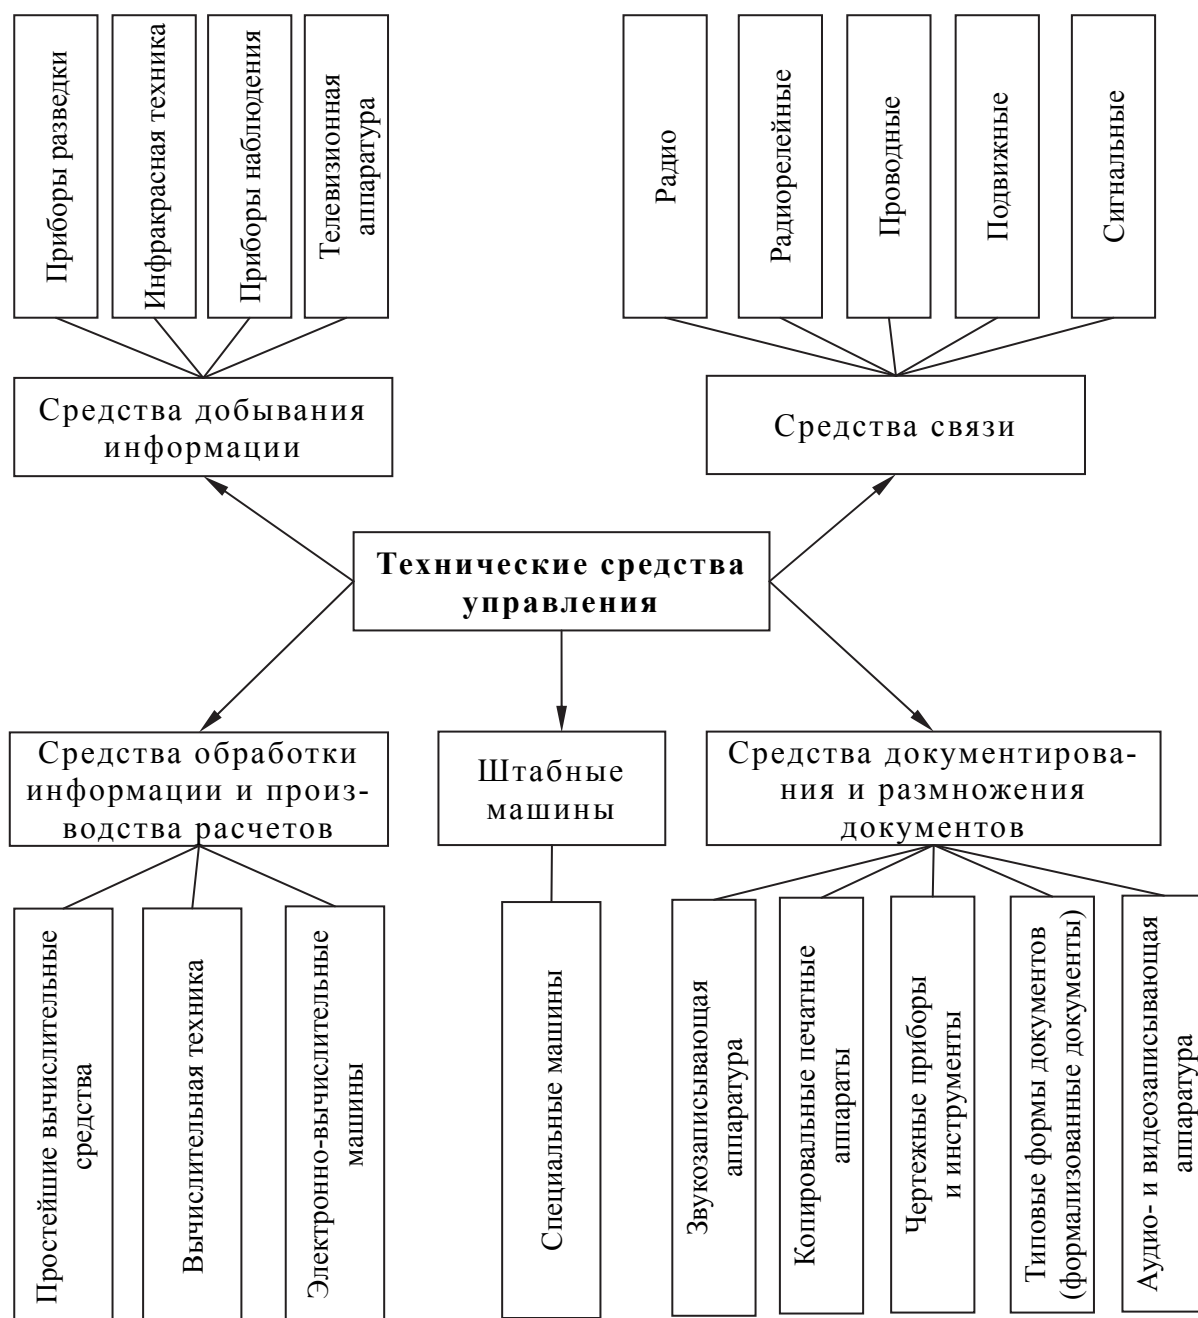 Приборы разведки
Инфракрасная техника
Приборы наблюдения
Телевизионная
аппаратура
Радио
Радиорелейные
Проводные
Подвижные
Сигнальные
Средства добывания
информации
Средства связи
Технические средства
управления
Средства обработки
информации и произ-
водства расчетов
Штабные
машины
Средства документирова-
ния и размножения
документов
Простейшие вычислительные
средства
Вычислительная техника
Электронно-вычислительные
машины
Специальные машины
Звукозаписывающая
аппаратура
Копировальные печатные
аппараты
Чертежные приборы
и инструменты
Типовые формы документов
(формализованные документы)
Аудио- и видеозаписывающая
аппаратура